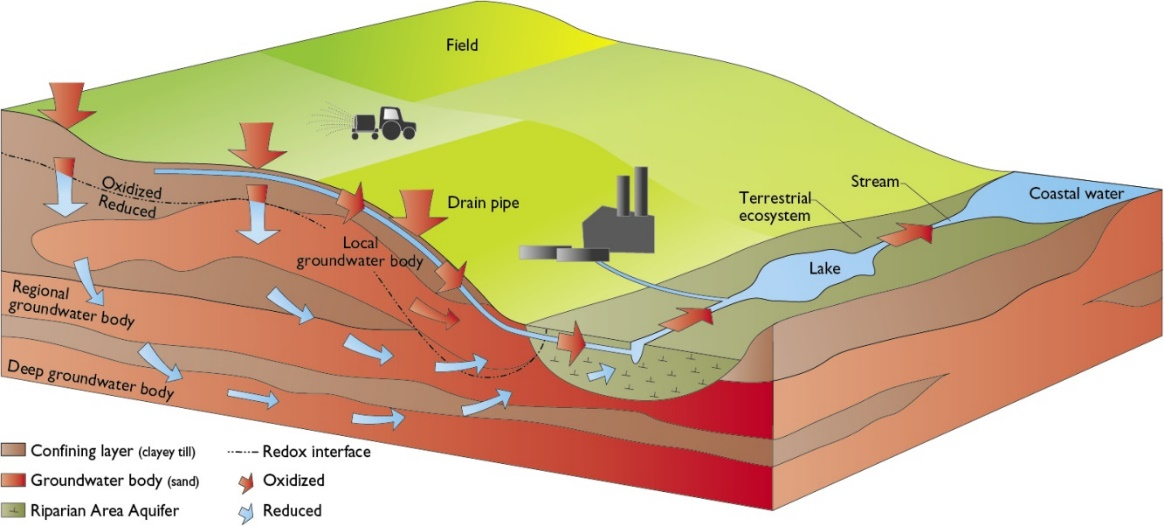 Field
Drain pipe
Stream
Coastal water
Terrestrial
ecosystem
Oxidized
Reduced
Local
groundwater body
Lake
Regional
groundwater body
Deep groundwater body
Confining layer (clayey till)
Redox interface
Groundwater body (sand)
Oxidized
Riparian Area Aquifer
Reduced